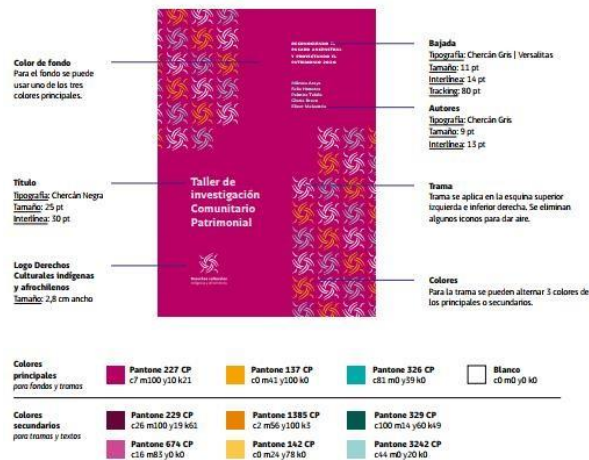 Color de fondo
Para el fondo se puede
usar uno de los tres
colores principales.
Título
Tipografía: Chercán Negra
Tamaño: 25 pt
Interlínea: 30 pt
Logo Derechos
Culturales indígenas
y afrochilenos
Tamaño: 2,8 cm ancho
Taller de
investigación
Comunitario
Patrimonial
Bajada
Tipografía: Chercán Gris | Versalitas
Tamaño: 11 pt
Interlínea: 14 pt
Tracking: 80 pt
Autores
Tipografía: Chercán Gris
Tamaño: 9 pt
Interlínea: 13 pt
Trama
Trama se aplica en la esquina superior
izquierda e inferior derecha. Se eliminan
algunos iconos para dar aire.
Colores
Para la trama se pueden alternar 3 colores de
los principales o secundarios.
Colores
principales
para fondos y tramas
Pantone 227 CP
c7 m100 y10 k21
Pantone 137 CP
c0 m41 y100 k0
Pantone 326 CP
c81 m0 y39 k0
Blanco
c0 m0 y0 k0
Colores
secundarios
para tramas y textos
Pantone 229 CP
c26 m100 y19 k61
Pantone 1385 CP
c2 m56 y100 k3
Pantone 329 CP
c100 m14 y60 k49
Pantone 674 CP
c16 m83 y0 k0
Pantone 142 CP
c0 m24 y78 k0
Pantone 3242 CP
c44 m0 y20 k0